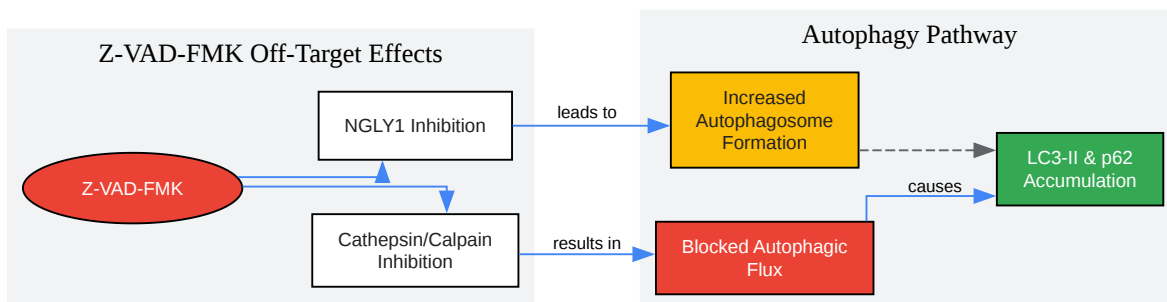 Z-VAD-FMK Off-Target Effects
Autophagy Pathway
Z-VAD-FMK
NGLY1 Inhibition
leads to
Increased
Autophagosome
Formation
Cathepsin/Calpain
Inhibition
results in
Blocked Autophagic
Flux
causes
LC3-II & p62
Accumulation